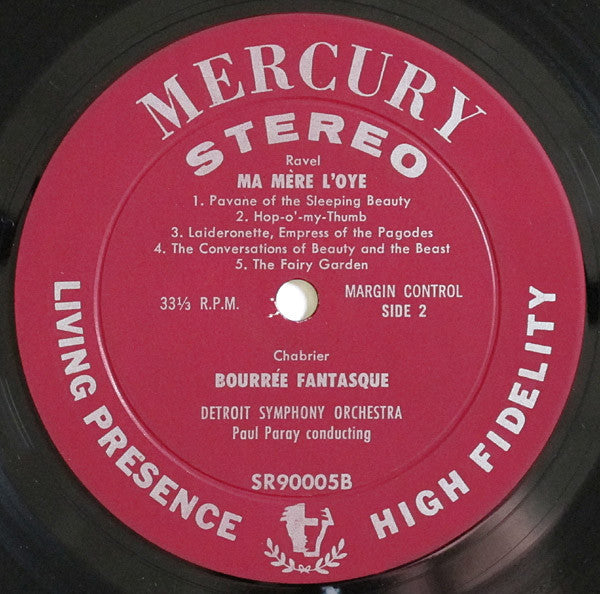 MERCURY
STEREO
Ravel
MA MÈRE L'OYE
1. Pavane of the Sleeping Beauty
2. Hop-o'-my-Thumb
3. Laideronette, Empress of the Pagodes
4. The Conversations of Beauty and the Beast
5. The Fairy Garden
33⅓ R.P.M.
MARGIN CONTROL
SIDE 2
Chabrier
BOURRÉE FANTASQUE
DETROIT SYMPHONY ORCHESTRA
Paul Paray conducting
SR90005B
LIVING PRESENCE
HIGH FIDELITY